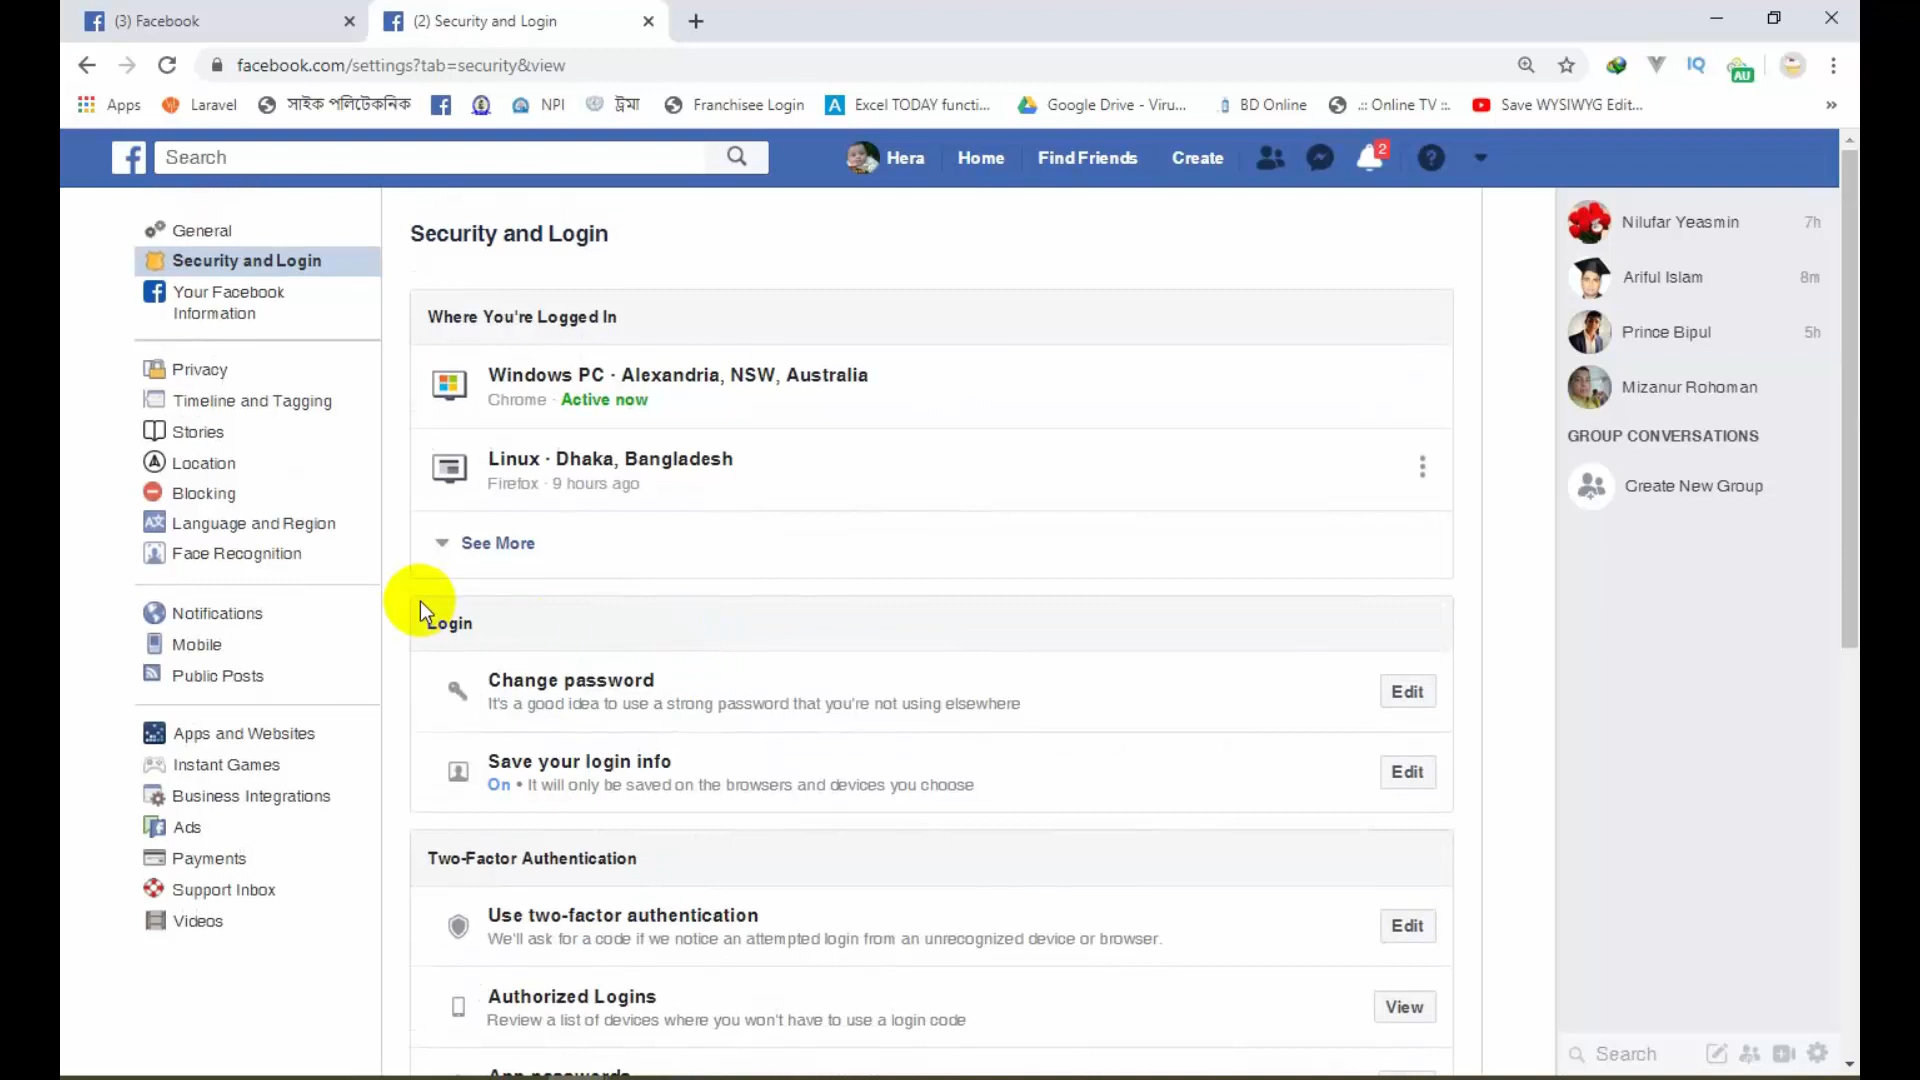 (3) Facebook
(2) Security and Login
facebook.com/settings?tab=security&view
AU
IQ
Apps
Laravel
সাইক পলিটেকনিক
NPI
ট্রমা
Franchisee Login
Excel TODAY functi...
Google Drive - Viru...
BD Online
.:: Online TV ::.
Save WYSIWYG Edit...
»
Search
Hera
Home
Find Friends
Create
2
General
Security and Login
Your Facebook
Information
Privacy
Timeline and Tagging
Stories
Location
Blocking
Language and Region
Face Recognition
Notifications
Mobile
Public Posts
Apps and Websites
Instant Games
Business Integrations
Ads
Payments
Support Inbox
Videos
Security and Login
Where You're Logged In
Windows PC · Alexandria, NSW, Australia
Chrome · Active now
Linux · Dhaka, Bangladesh
Firefox · 9 hours ago
See More
Login
Change password
It's a good idea to use a strong password that you're not using elsewhere
Edit
Save your login info
On • It will only be saved on the browsers and devices you choose
Edit
Two-Factor Authentication
Use two-factor authentication
We'll ask for a code if we notice an attempted login from an unrecognized device or browser.
Edit
Authorized Logins
Review a list of devices where you won't have to use a login code
View
App passwords
Nilufar Yeasmin 7h
Ariful Islam 8m
Prince Bipul 5h
Mizanur Rohoman
GROUP CONVERSATIONS
Create New Group
Search